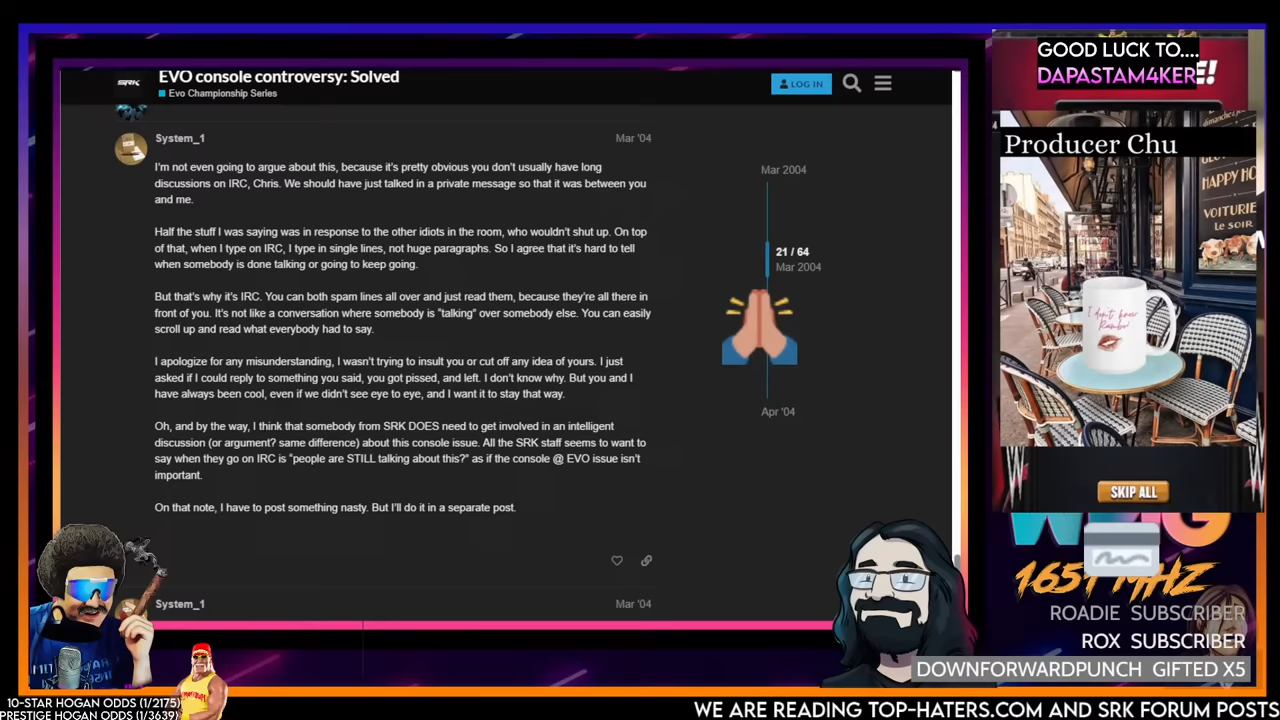 EVO console controversy: Solved
SRK
Evo Championship Series
LOG IN
System_1
Mar '04
I'm not even going to argue about this, because it's pretty obvious you don't usually have long
discussions on IRC, Chris. We should have just talked in a private message so that it was between you
and me.
Half the stuff I was saying was in response to the other idiots in the room, who wouldn't shut up. On top
of that, when I type on IRC, I type in single lines, not huge paragraphs. So I agree that it's hard to tell
when somebody is done talking or going to keep going.
But that's why it's IRC. You can both spam lines all over and just read them, because they're all there in
front of you. It's not like a conversation where somebody is “talking” over somebody else. You can easily
scroll up and read what everybody had to say.
I apologize for any misunderstanding, I wasn't trying to insult you or cut off any idea of yours. I just
asked if I could reply to something you said, you got pissed, and left. I don't know why. But you and I
have always been cool, even if we didn't see eye to eye, and I want it to stay that way.
Oh, and by the way, I think that somebody from SRK DOES need to get involved in an intelligent
discussion (or argument? same difference) about this console issue. All the SRK staff seems to want to
say when they go on IRC is “people are STILL talking about this?” as if the console @ EVO issue isn't
important.
On that note, I have to post something nasty. But I'll do it in a separate post.
System_1
Mar '04
Mar 2004
21 / 64
Mar 2004
Apr '04
GOOD LUCK TO....
DAPASTAM4KER
!!
Producer Chu
HAPPY HO
VOITURIE
Le SOIR
I don't know
Rambo!
SKIP ALL
1651 MHZ
ROADIE SUBSCRIBER
ROX SUBSCRIBER
DOWNFORWARDPUNCH GIFTED X5
10-STAR HOGAN ODDS (1/2175)
PRESTIGE HOGAN ODDS (1/3639)
WE ARE READING TOP-HATERS.COM AND SRK FORUM POSTS